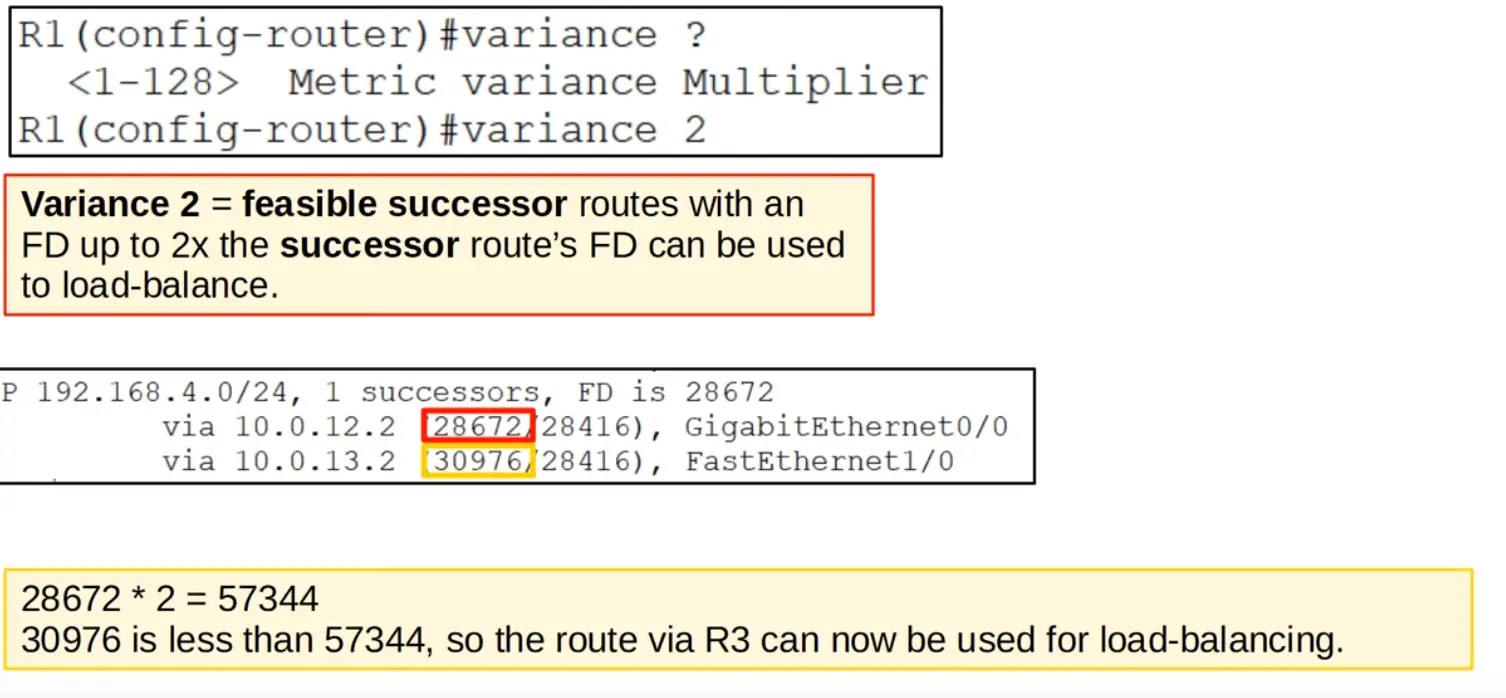 R1(config-router)#variance ?
<1-128> Metric variance Multiplier
R1(config-router)#variance 2
Variance 2 = feasible successor routes with an
FD up to 2x the successor route’s FD can be used
to load-balance.
P 192.168.4.0/24, 1 successors, FD is 28672
via 10.0.12.2 (28672/28416), GigabitEthernet0/0
via 10.0.13.2 (30976/28416), FastEthernet1/0
28672 * 2 = 57344
30976 is less than 57344, so the route via R3 can now be used for load-balancing.